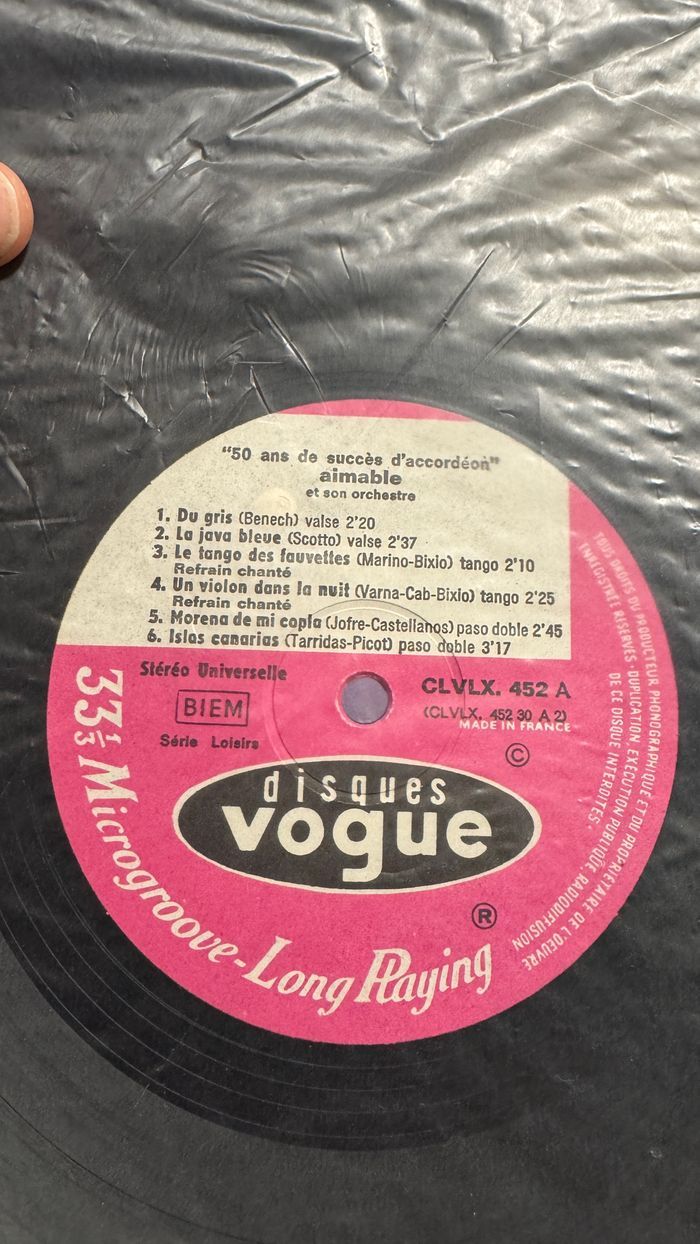 "50 ans de succès d'accordéon"
aimable
et son orchestre
1. Du gris (Benech) valse 2'20
2. La java bleue (Scotto) valse 2'37
3. Le tango des fauvettes (Marino-Bixio) tango 2'10
Refrain chanté
4. Un violon dans la nuit (Varna-Cab-Bixio) tango 2'25
Refrain chanté
5. Morena de mi copla (Jofre-Castellanos) paso doble 2'45
6. Islas canarias (Tarridas-Picot) paso doble 3'17
Stéréo Universelle
BIEM
Série Loisirs
CLVLX. 452 A
(CLVLX. 452 30 A 2)
MADE IN FRANCE
©
disques
vogue
®
33 1/3 Microgroove-Long Playing
TOUS DROITS DU PRODUCTEUR PHONOGRAPHIQUE ET DU PROPRIÉTAIRE DE L'OEUVRE
ENREGISTRÉE RÉSERVÉS - DUPLICATION, EXÉCUTION PUBLIQUE, RADIODIFFUSION
DE CE DISQUE INTERDITES.